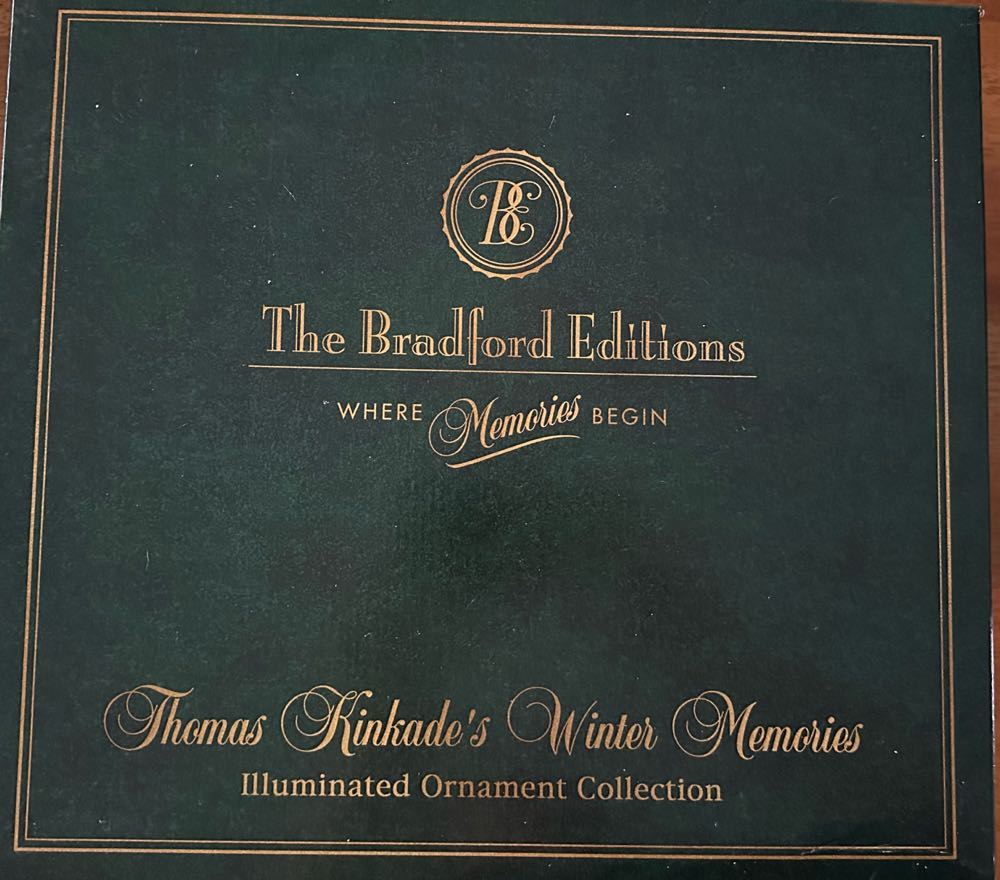 BE
The Bradford Editions
WHERE Memories BEGIN
Thomas Kinkade's Winter Memories
Illuminated Ornament Collection